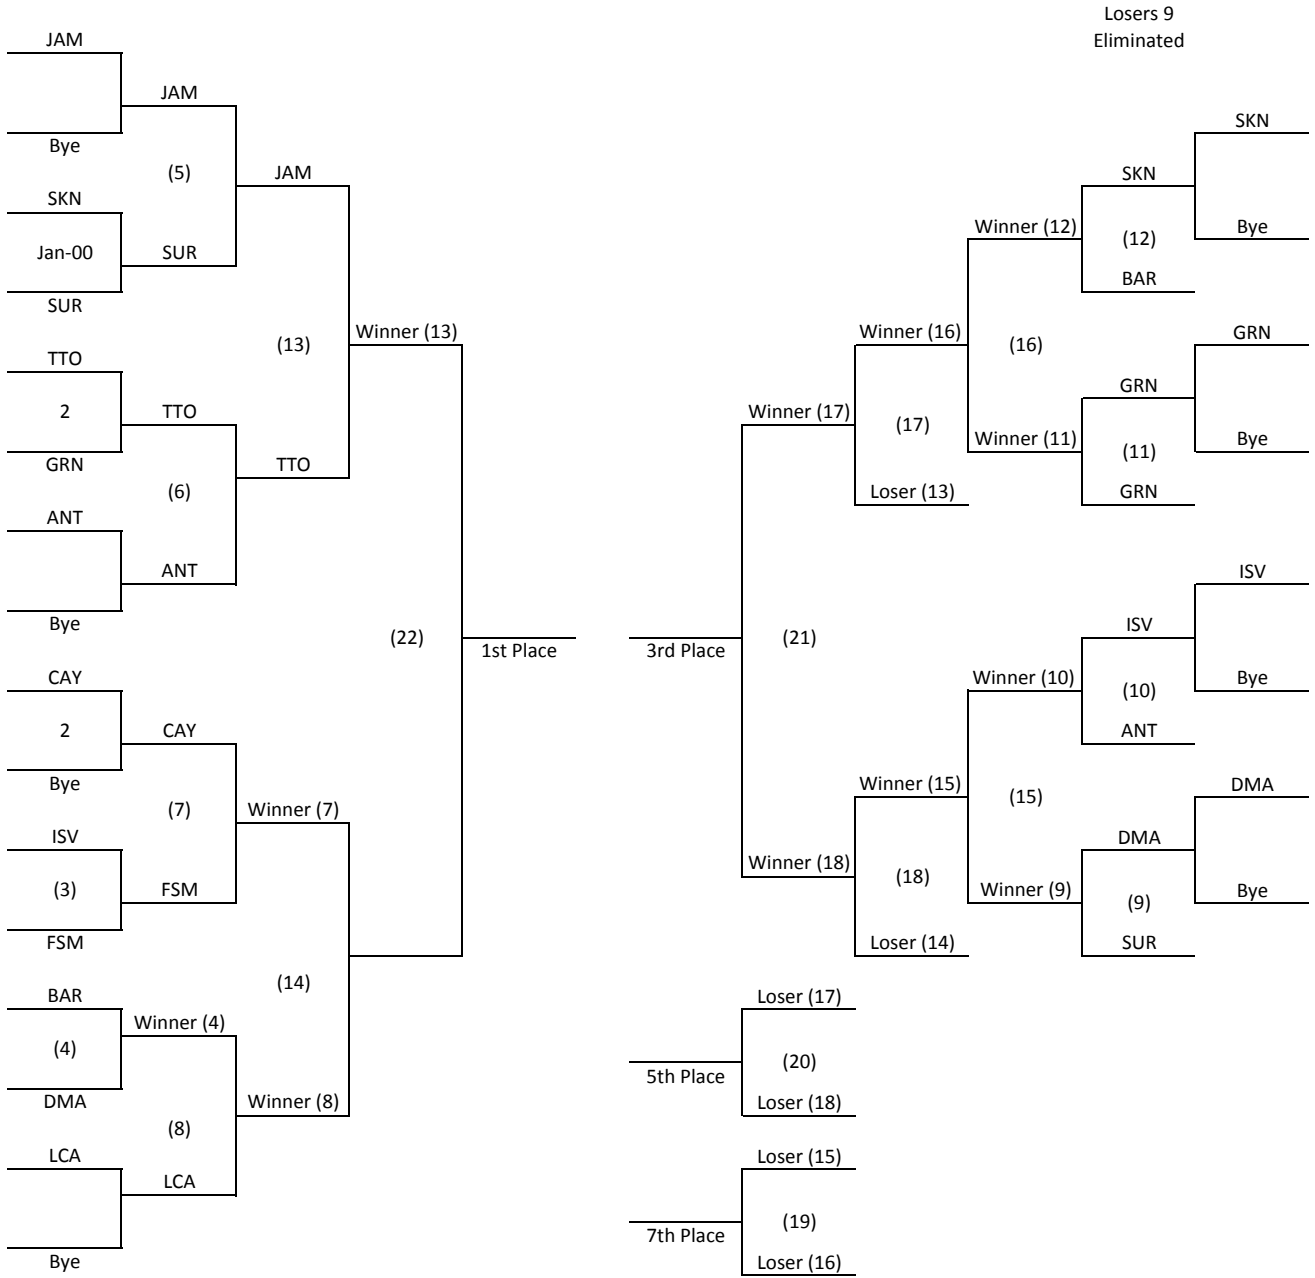 Losers 9
Eliminated
JAM
JAM
Bye
(5)
JAM
SKN
Jan-00
SUR
SUR
TTO
2
TTO
GRN
(6)
TTO
ANT
ANT
Bye
(13)
Winner (13)
CAY
2
CAY
Bye
(7)
Winner (7)
ISV
(3)
FSM
FSM
(14)
BAR
Winner (4)
(4)
DMA
(8)
Winner (8)
LCA
LCA
Bye
(22)
1st Place
SKN
SKN
Winner (12)
(12)
Bye
BAR
Winner (16)
(16)
GRN
GRN
Winner (17)
(17)
Winner (11)
(11)
Bye
Loser (13)
GRN
ISV
ISV
3rd Place
(21)
Winner (10)
(10)
Bye
ANT
Winner (15)
(15)
DMA
DMA
Winner (18)
(18)
Winner (9)
(9)
Bye
Loser (14)
SUR
Loser (17)
(20)
5th Place
Loser (18)
Loser (15)
(19)
7th Place
Loser (16)